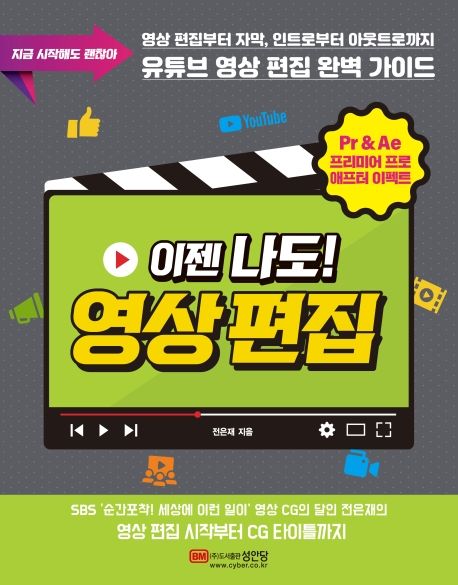 지금 시작해도 괜찮아
영상 편집부터 자막, 인트로부터 아웃트로까지
유튜브 영상 편집 완벽 가이드
YouTube
Pr & Ae
프리미어 프로
애프터 이펙트
이젠 나도!
영상 편집
전은재 지음
SBS '순간포착! 세상에 이런 일이' 영상 CG의 달인 전은재의
영상 편집 시작부터 CG 타이틀까지
BM (주)도서출판 성안당
www.cyber.co.kr